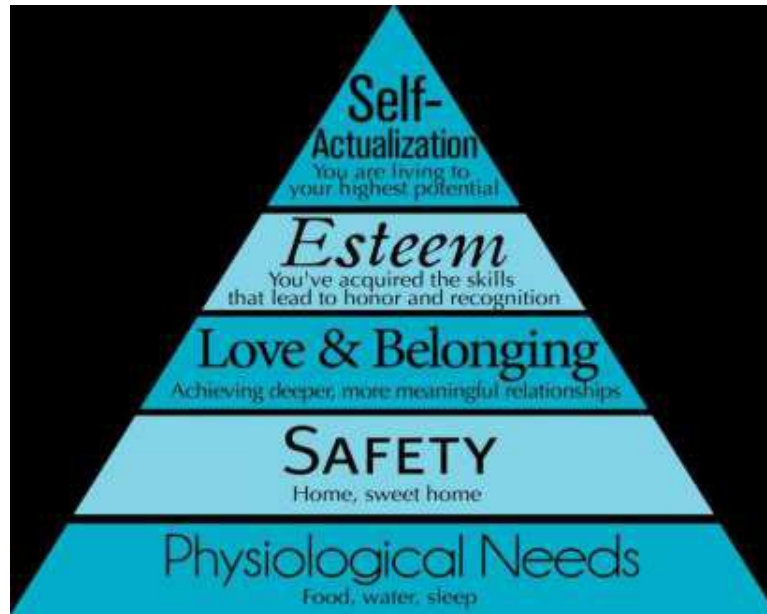 Self-
Actualization
You are living to
your highest potential
Esteem
You've acquired the skills
that lead to honor and recognition
Love & Belonging
Achieving deeper, more meaningful relationships
SAFETY
Home, sweet home
Physiological Needs
Food, water, sleep